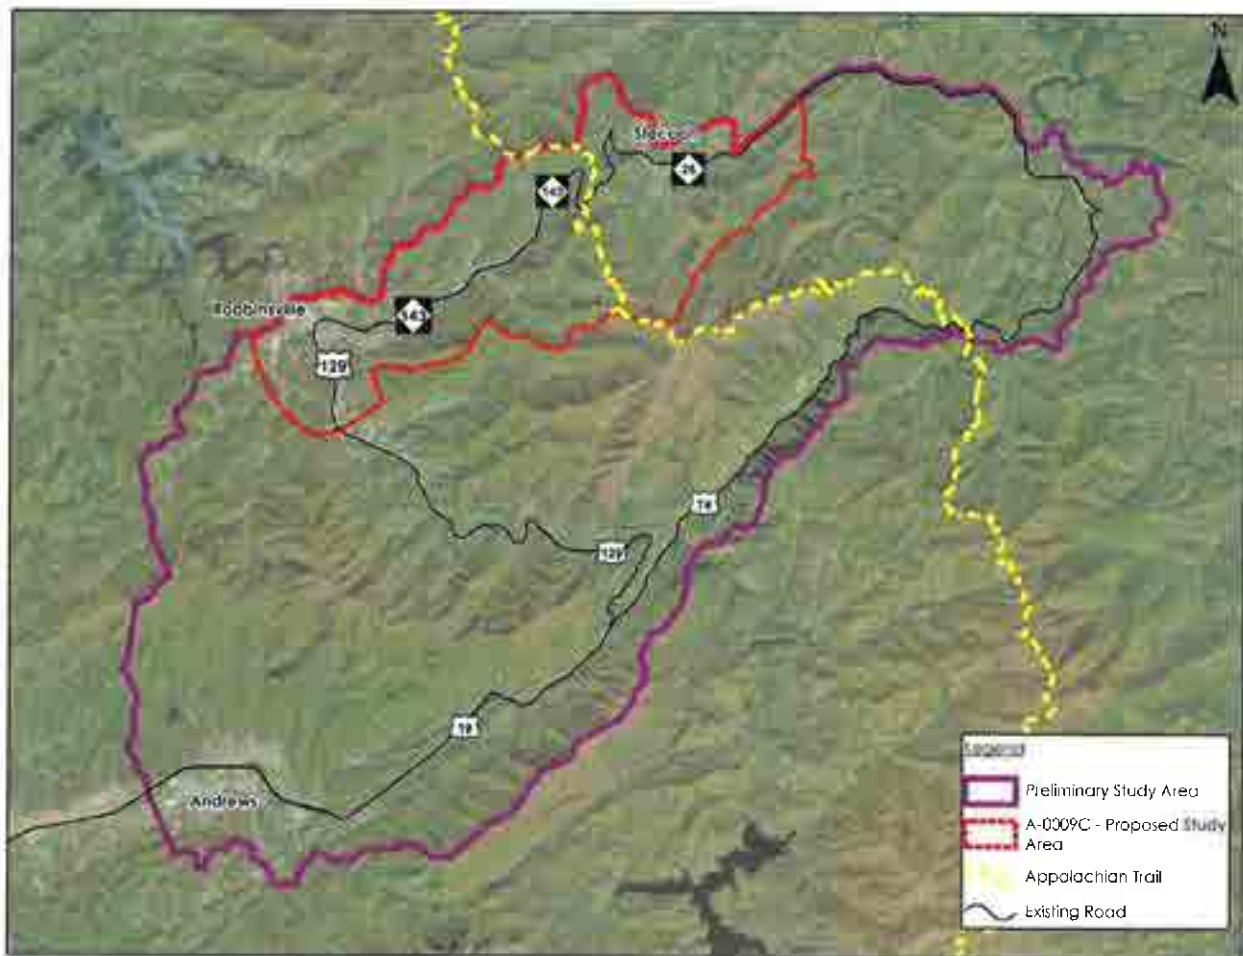 N
28
143
Robbinsville
143
129
74
129
19
Andrews
Legend
Preliminary Study Area
A-0009C - Proposed Study
Area
Appalachian Trail
Existing Road